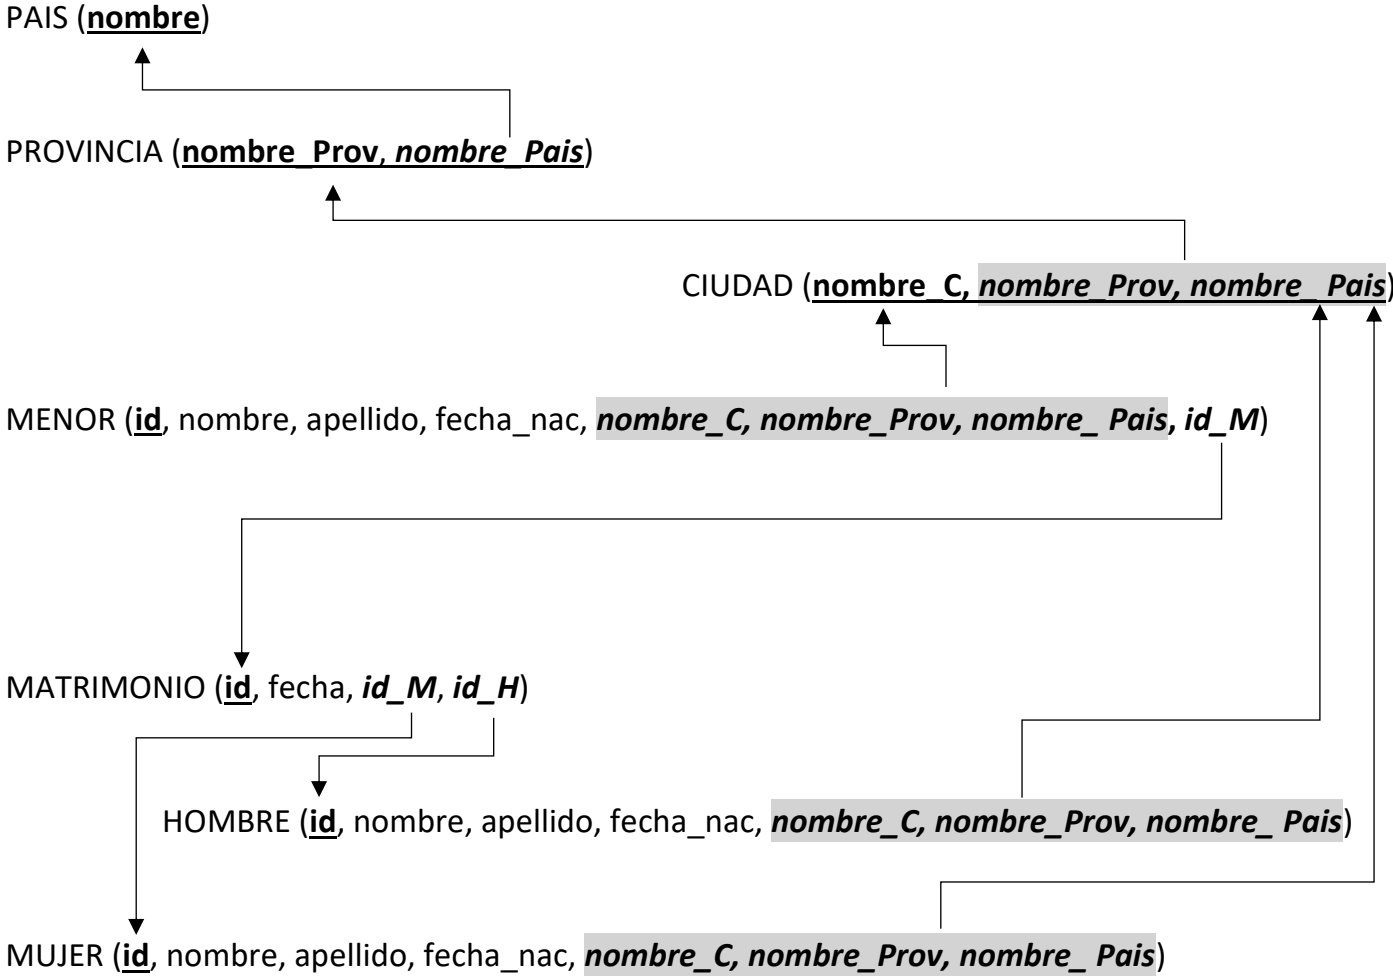 PAIS (nombre)
PROVINCIA (nombre_Prov, nombre_Pais)
CIUDAD (nombre_C, nombre_Prov, nombre_ Pais)
MENOR (id, nombre, apellido, fecha_nac, nombre_C, nombre_Prov, nombre_ Pais, id_M)
MATRIMONIO (id, fecha, id_M, id_H)
HOMBRE (id, nombre, apellido, fecha_nac, nombre_C, nombre_Prov, nombre_ Pais)
MUJER (id, nombre, apellido, fecha_nac, nombre_C, nombre_Prov, nombre_ Pais)